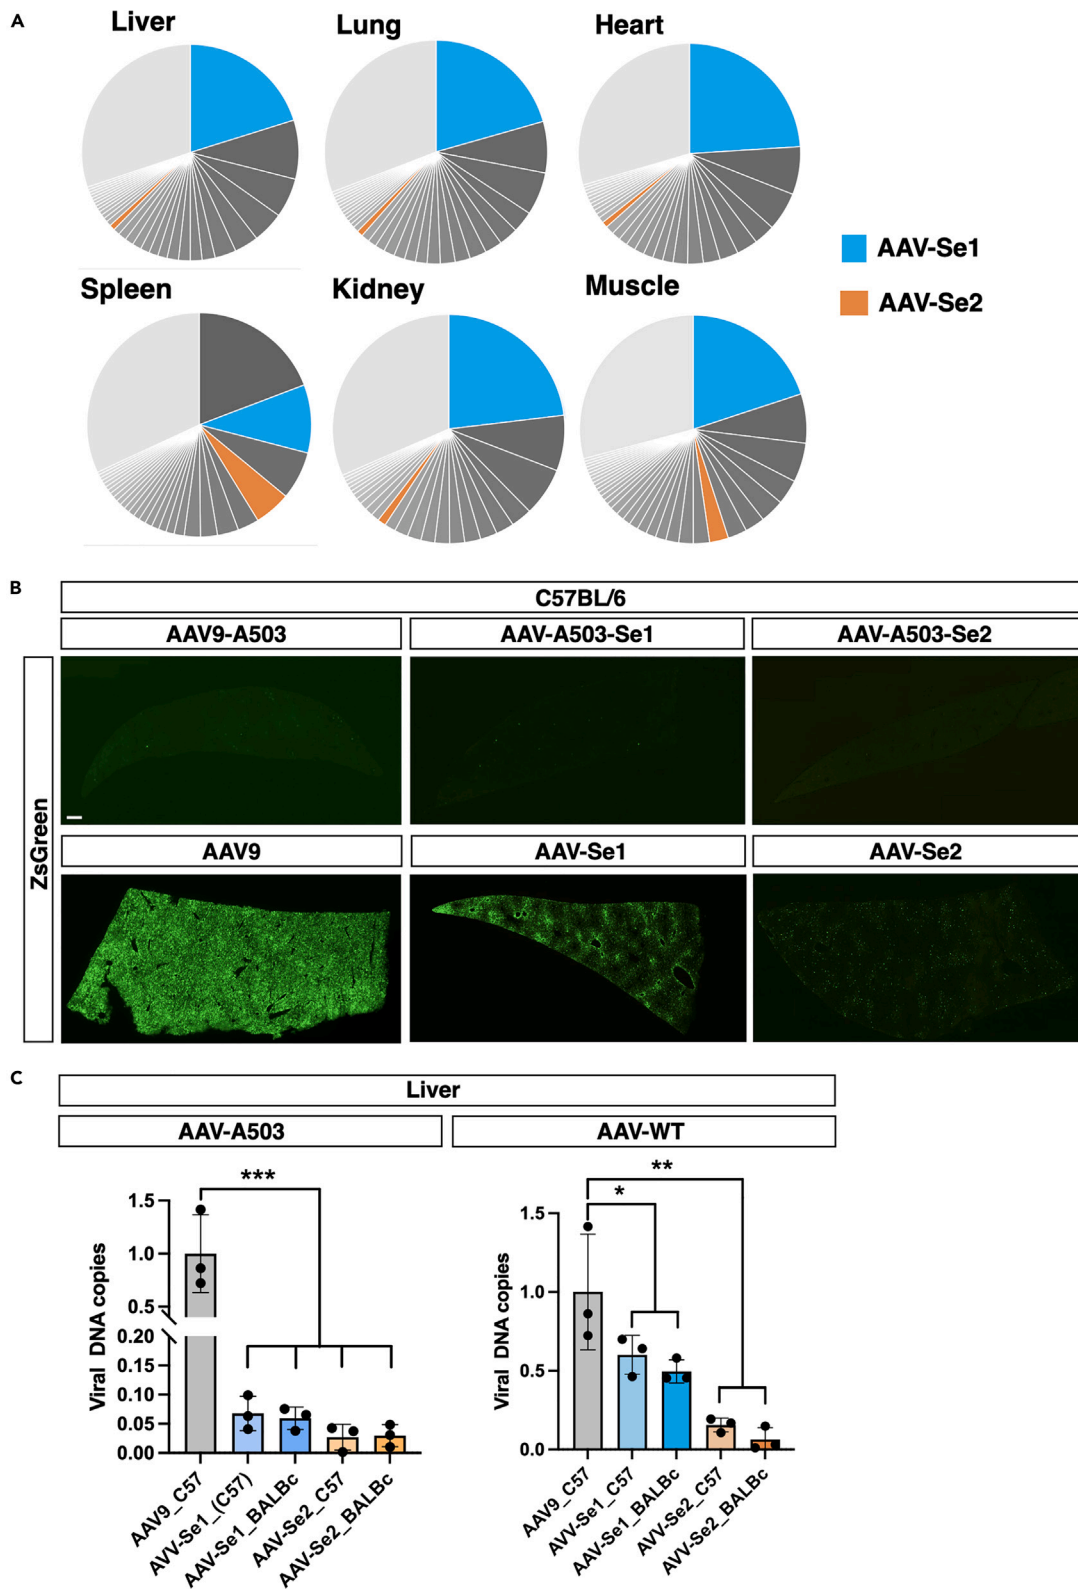 A
Liver
Lung
Heart
AAV-Se1
AAV-Se2
Spleen
Kidney
Muscle
B
C57BL/6
AAV9-A503
AAV-A503-Se1
AAV-A503-Se2
ZsGreen
AAV9
AAV-Se1
AAV-Se2
C
Liver
AAV-A503
AAV-WT
***
**
*
Viral DNA copies
1.5
1.0
0.5
0.20
0.15
0.10
0.05
0.00
AAV9_C57
AVV-Se1_(C57)
AAV-Se1_BALBc
AAV-Se2_C57
AAV-Se2_BALBc
Viral DNA copies
1.5
1.0
0.5
0.0
AAV9_C57
AVV-Se1_C57
AAV-Se1_BALBc
AVV-Se2_C57
AVV-Se2_BALBc